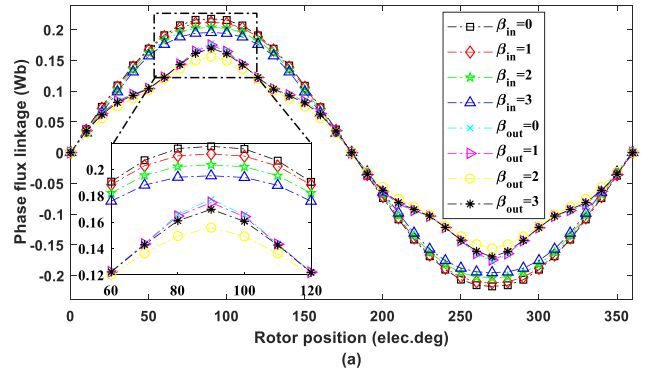 Phase flux linkage (Wb)
0.2
0.15
0.1
0.05
0
-0.05
-0.1
-0.15
-0.2
β_in=0
β_in=1
β_in=2
β_in=3
β_out=0
β_out=1
β_out=2
β_out=3
0.2
0.18
0.16
0.14
0.12
60 80 100 120
0 50 100 150 200 250 300 350
Rotor position (elec.deg)
(a)